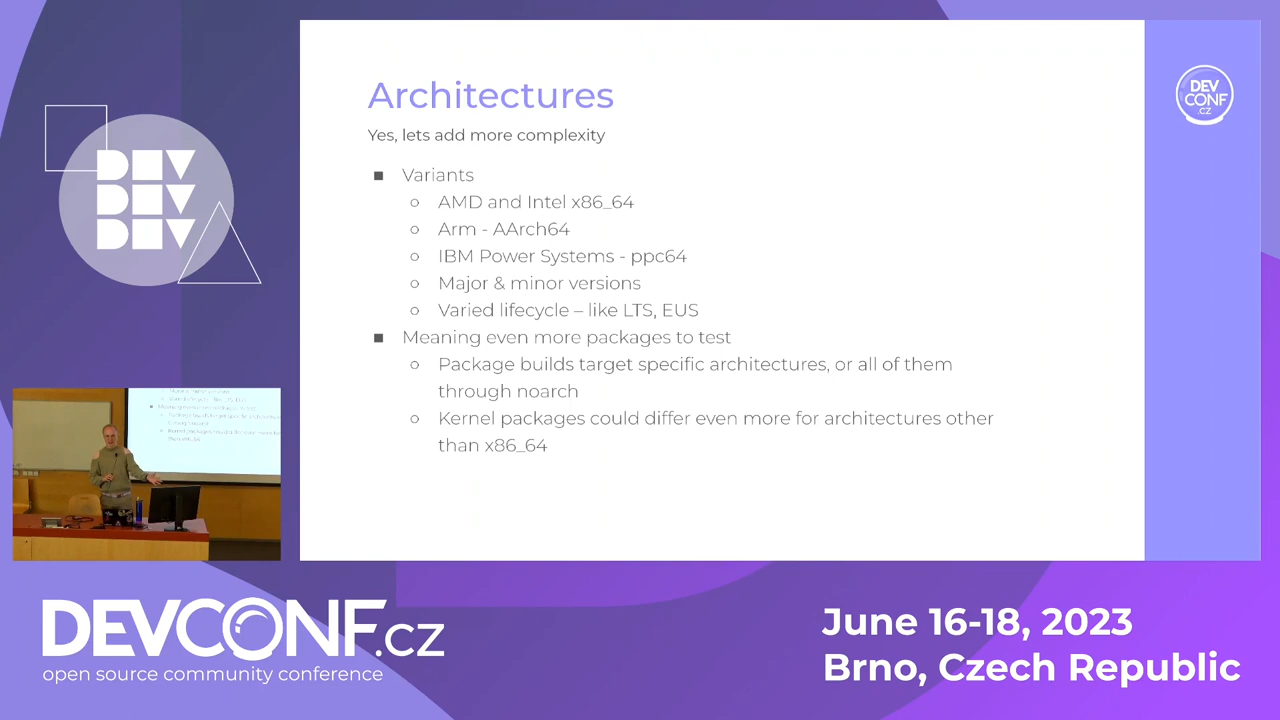 Architectures
Yes, lets add more complexity
■ Variants
○ AMD and Intel x86_64
○ Arm - AArch64
○ IBM Power Systems - ppc64
○ Major & minor versions
○ Varied lifecycle – like LTS, EUS
■ Meaning even more packages to test
○ Package builds target specific architectures, or all of them
through noarch
○ Kernel packages could differ even more for architectures other
than x86_64
DEV
CONF
.CZ
DEV
DEV
DEV
DEVCONF.cz
open source community conference
June 16-18, 2023
Brno, Czech Republic